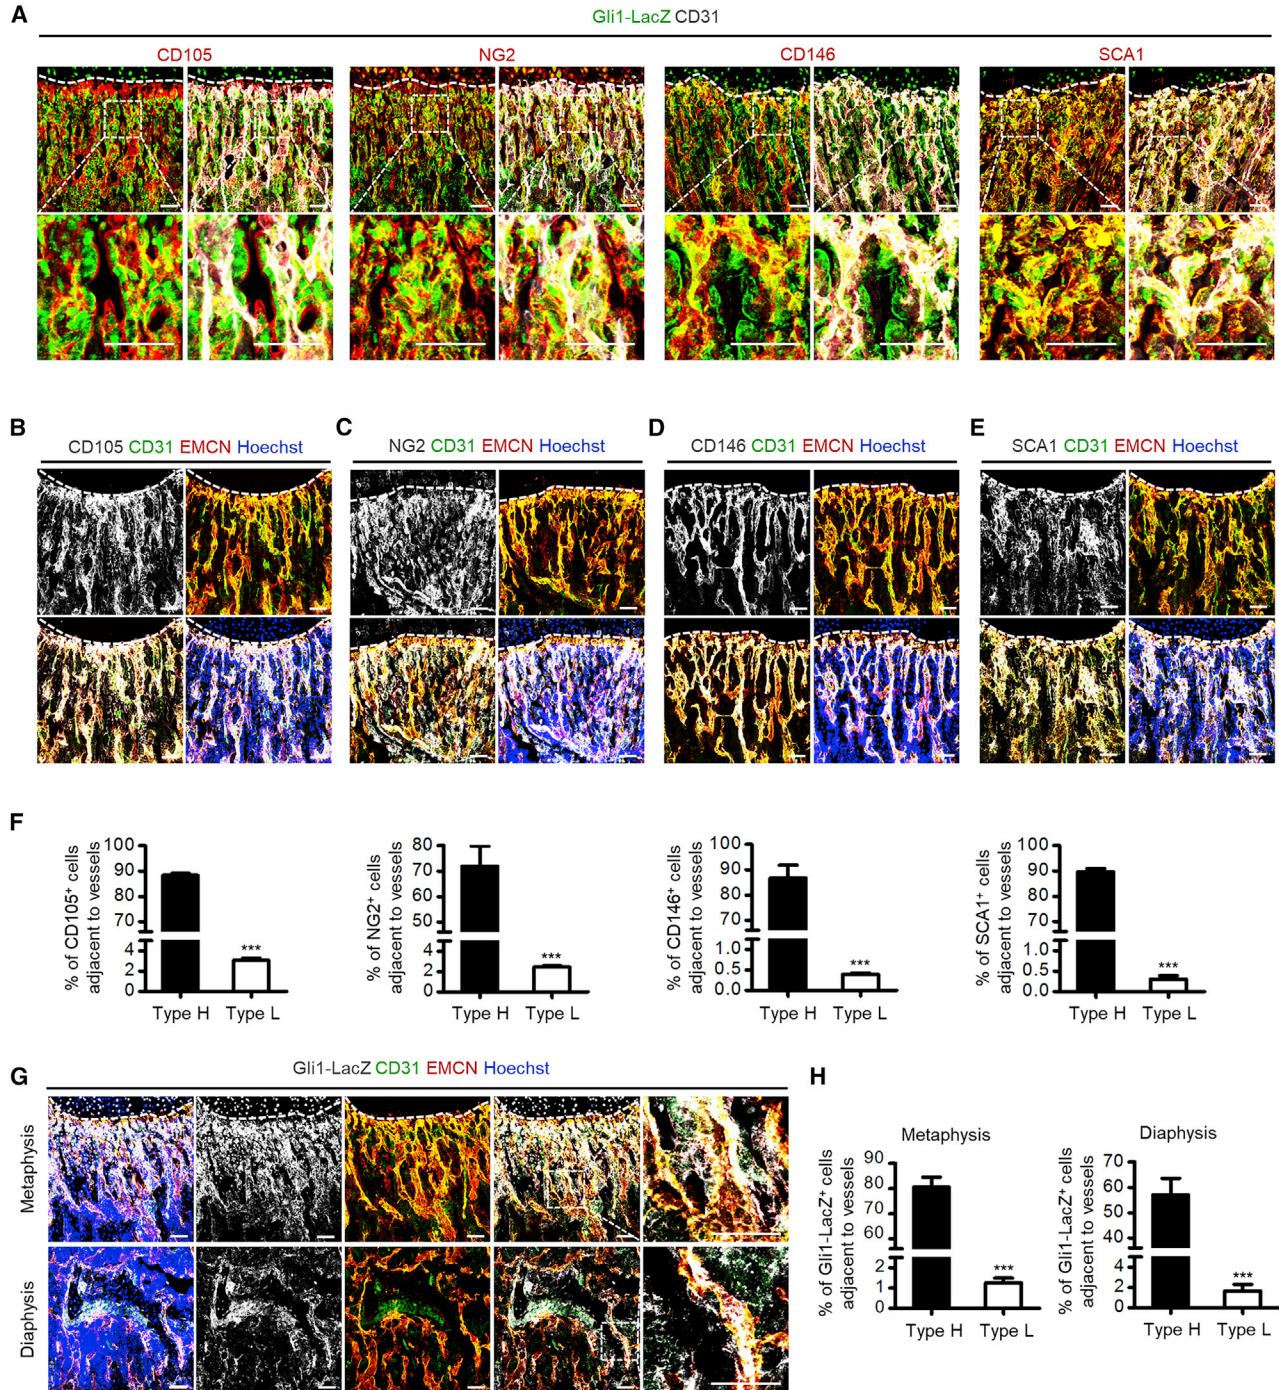 A
Gli1-LacZ CD31
CD105
NG2
CD146
SCA1
B
CD105 CD31 EMCN Hoechst
C
NG2 CD31 EMCN Hoechst
D
CD146 CD31 EMCN Hoechst
E
SCA1 CD31 EMCN Hoechst
F
% of CD105⁺ cells
adjacent to vessels
100
90
80
70
4
2
0
***
Type H
Type L
% of NG2⁺ cells
adjacent to vessels
80
70
60
50
4
2
0
***
Type H
Type L
% of CD146⁺ cells
adjacent to vessels
100
90
80
70
1.0
0.5
0.0
***
Type H
Type L
% of SCA1⁺ cells
adjacent to vessels
100
90
80
70
1.0
0.5
0.0
***
Type H
Type L
G
Gli1-LacZ CD31 EMCN Hoechst
Metaphysis
Diaphysis
H
Metaphysis
% of Gli1-LacZ⁺ cells
adjacent to vessels
90
80
70
60
2
1
0
***
Type H
Type L
Diaphysis
% of Gli1-LacZ⁺ cells
adjacent to vessels
70
60
50
40
4
2
0
***
Type H
Type L